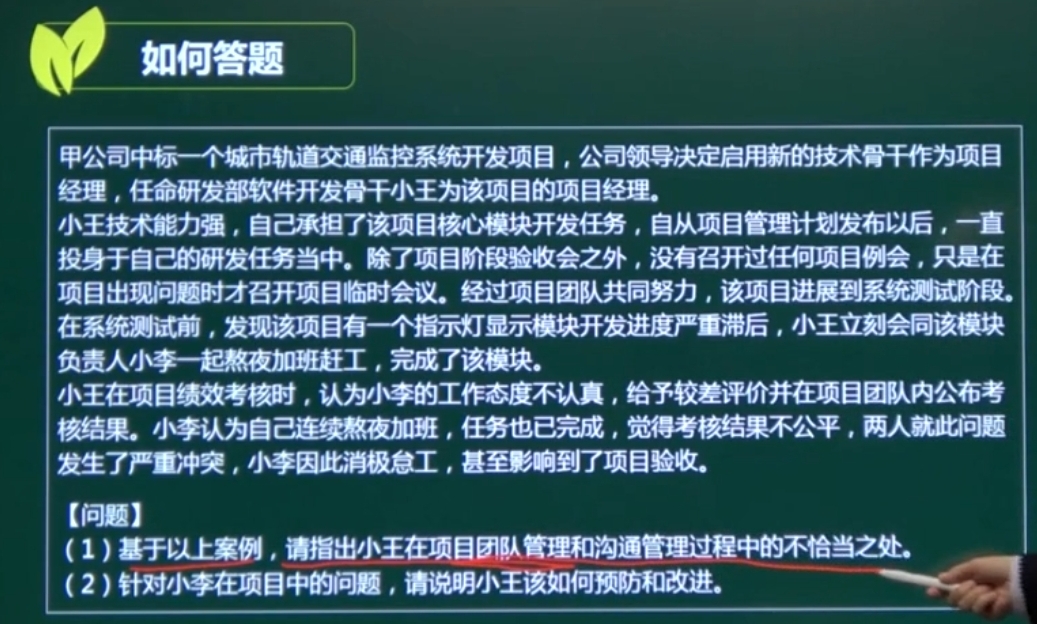 如何答题
甲公司中标一个城市轨道交通监控系统开发项目，公司领导决定启用新的技术骨干作为项目
经理，任命研发部软件开发骨干小王为该项目的项目经理。
小王技术能力强，自己承担了该项目核心模块开发任务，自从项目管理计划发布以后，一直
投身于自己的研发任务当中。除了项目阶段验收会之外，没有召开过任何项目例会，只是在
项目出现问题时才召开项目临时会议。经过项目团队共同努力，该项目进展到系统测试阶段。
在系统测试前，发现该项目有一个指示灯显示模块开发进度严重滞后，小王立刻会同该模块
负责人小李一起熬夜加班赶工，完成了该模块。
小王在项目绩效考核时，认为小李的工作态度不认真，给予较差评价并在项目团队内公布考
核结果。小李认为自己连续熬夜加班，任务也已完成，觉得考核结果不公平，两人就此问题
发生了严重冲突，小李因此消极怠工，甚至影响到了项目验收。
【问题】
（1）基于以上案例，请指出小王在项目团队管理和沟通管理过程中的不恰当之处。
（2）针对小李在项目中的问题，请说明小王该如何预防和改进。